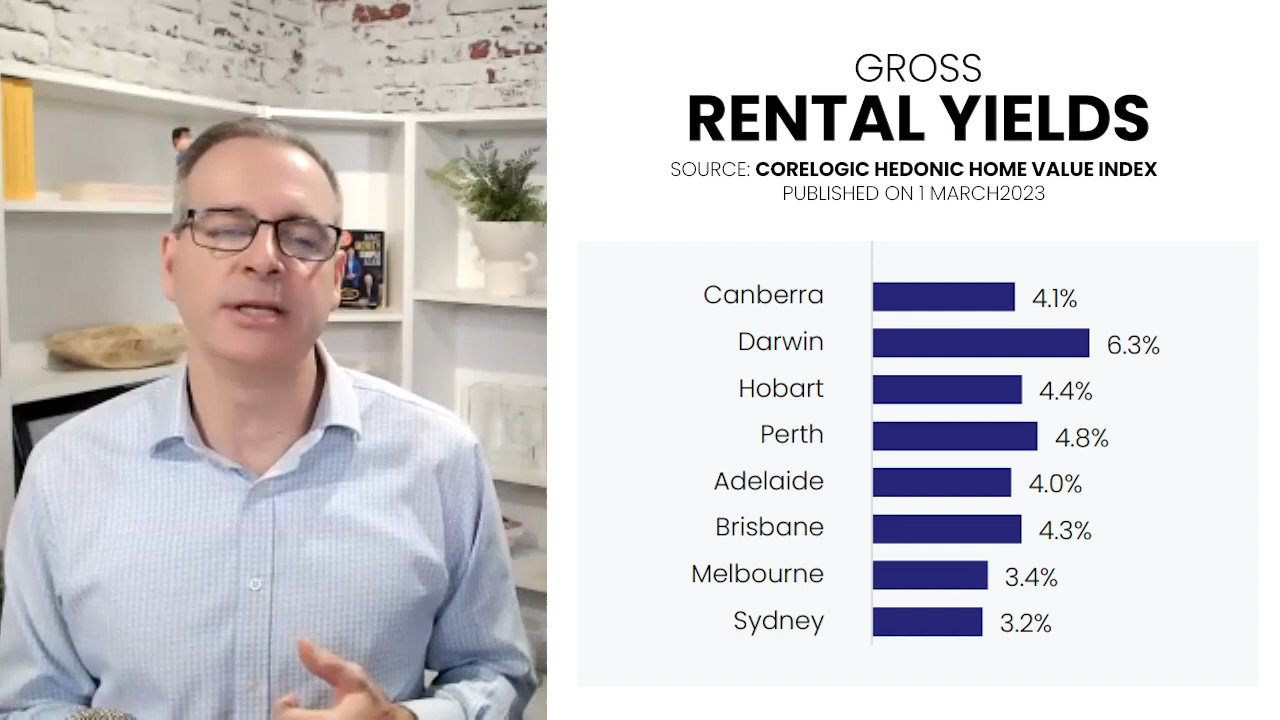 GROSS
RENTAL YIELDS
SOURCE: CORELOGIC HEDONIC HOME VALUE INDEX
PUBLISHED ON 1 MARCH2023
Canberra 4.1%
Darwin 6.3%
Hobart 4.4%
Perth 4.8%
Adelaide 4.0%
Brisbane 4.3%
Melbourne 3.4%
Sydney 3.2%